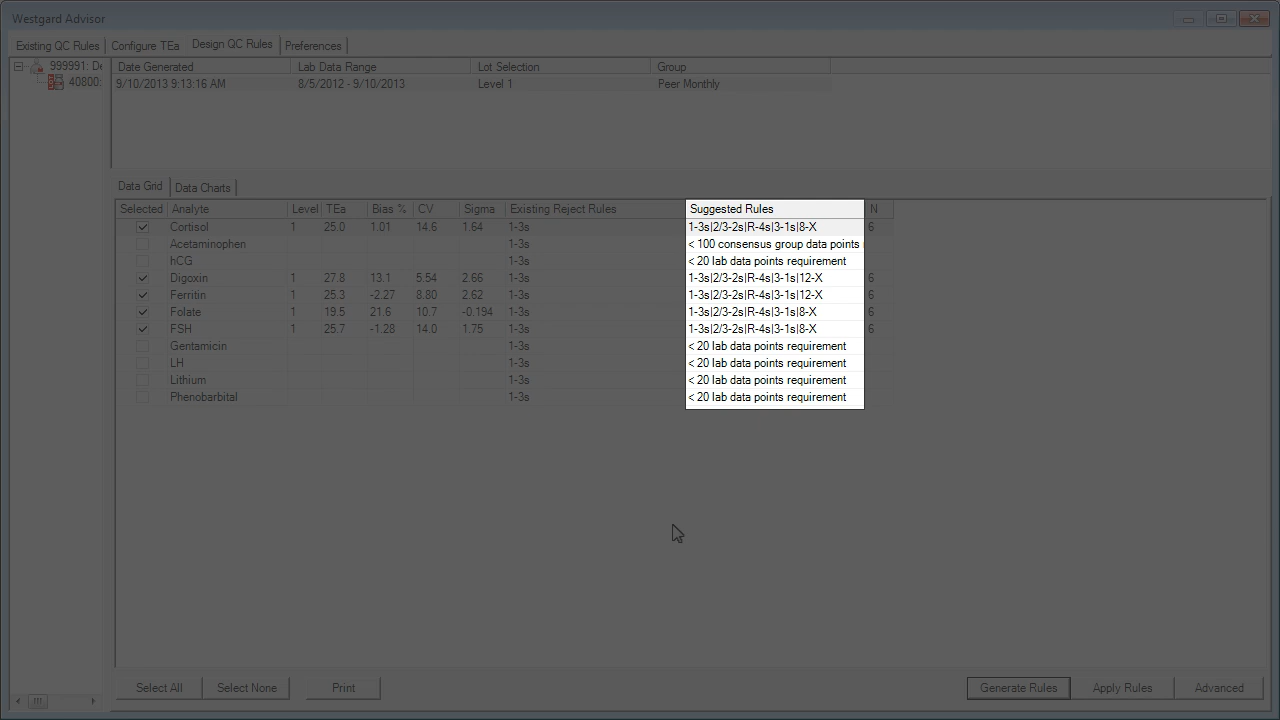 Westgard Advisor
Existing QC Rules Configure TEa Design QC Rules Preferences
999991: De
40800:
Date Generated Lab Data Range Lot Selection Group
9/10/2013 9:13:16 AM 8/5/2012 - 9/10/2013 Level 1 Peer Monthly
Data Grid Data Charts
Selected Analyte Level TEa Bias % CV Sigma Existing Reject Rules Suggested Rules N
Cortisol 1 25.0 1.01 14.6 1.64 1-3s 1-3s|2/3-2s|R-4s|3-1s|8-X 6
Acetaminophen 1-3s < 100 consensus group data points
hCG 1-3s < 20 lab data points requirement
Digoxin 1 27.8 13.1 5.54 2.66 1-3s 1-3s|2/3-2s|R-4s|3-1s|12-X 6
Ferritin 1 25.3 -2.27 8.80 2.62 1-3s 1-3s|2/3-2s|R-4s|3-1s|12-X 6
Folate 1 19.5 21.6 10.7 -0.194 1-3s 1-3s|2/3-2s|R-4s|3-1s|8-X 6
FSH 1 25.7 -1.28 14.0 1.75 1-3s 1-3s|2/3-2s|R-4s|3-1s|8-X 6
Gentamicin 1-3s < 20 lab data points requirement
LH 1-3s < 20 lab data points requirement
Lithium 1-3s < 20 lab data points requirement
Phenobarbital 1-3s < 20 lab data points requirement
Select All Select None Print Generate Rules Apply Rules Advanced